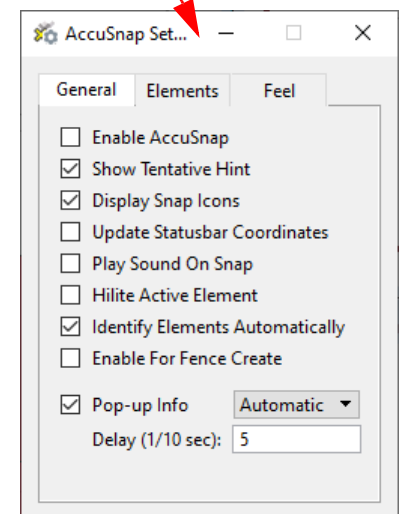 AccuSnap Set...
General Elements Feel
Enable AccuSnap
Show Tentative Hint
Display Snap Icons
Update Statusbar Coordinates
Play Sound On Snap
Hilite Active Element
Identify Elements Automatically
Enable For Fence Create
Pop-up Info Automatic
Delay (1/10 sec): 5